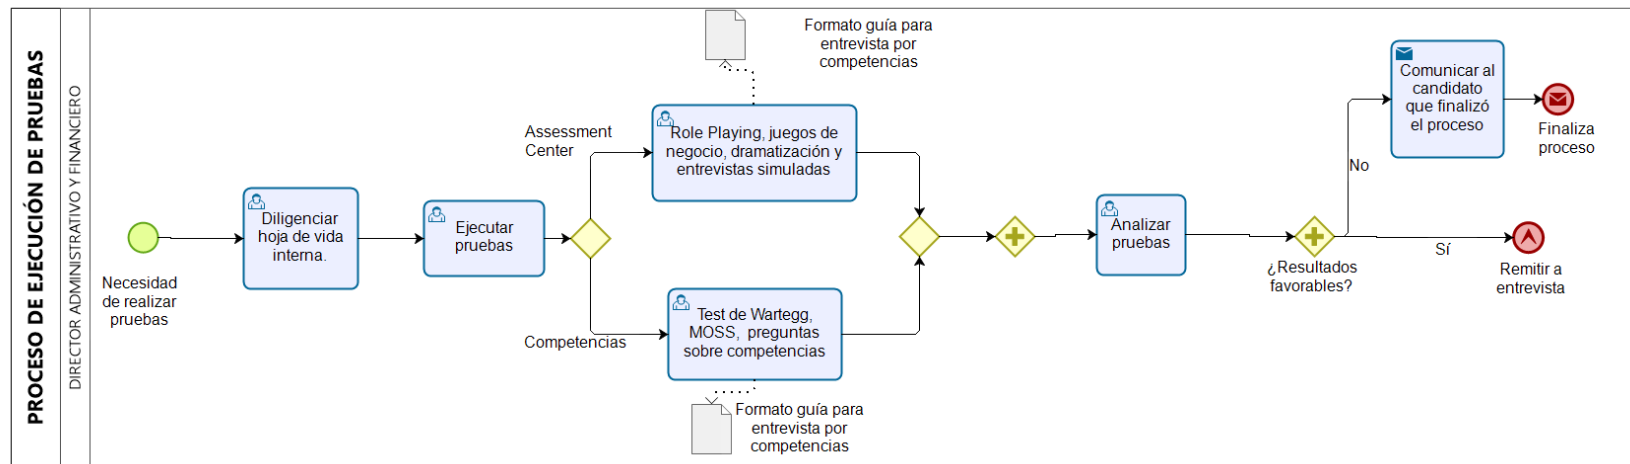 PROCESO DE EJECUCIÓN DE PRUEBAS
DIRECTOR ADMINISTRATIVO Y FINANCIERO
Necesidad
de realizar
pruebas
Diligenciar
hoja de vida
interna.
Ejecutar
pruebas
Assessment
Center
Competencias
Formato guía para
entrevista por
competencias
Role Playing, juegos de
negocio, dramatización y
entrevistas simuladas
Test de Wartegg,
MOSS, preguntas
sobre competencias
Formato guía para
entrevista por
competencias
Analizar
pruebas
¿Resultados
favorables?
No
Sí
Comunicar al
candidato
que finalizó
el proceso
Finaliza
proceso
Remitir a
entrevista